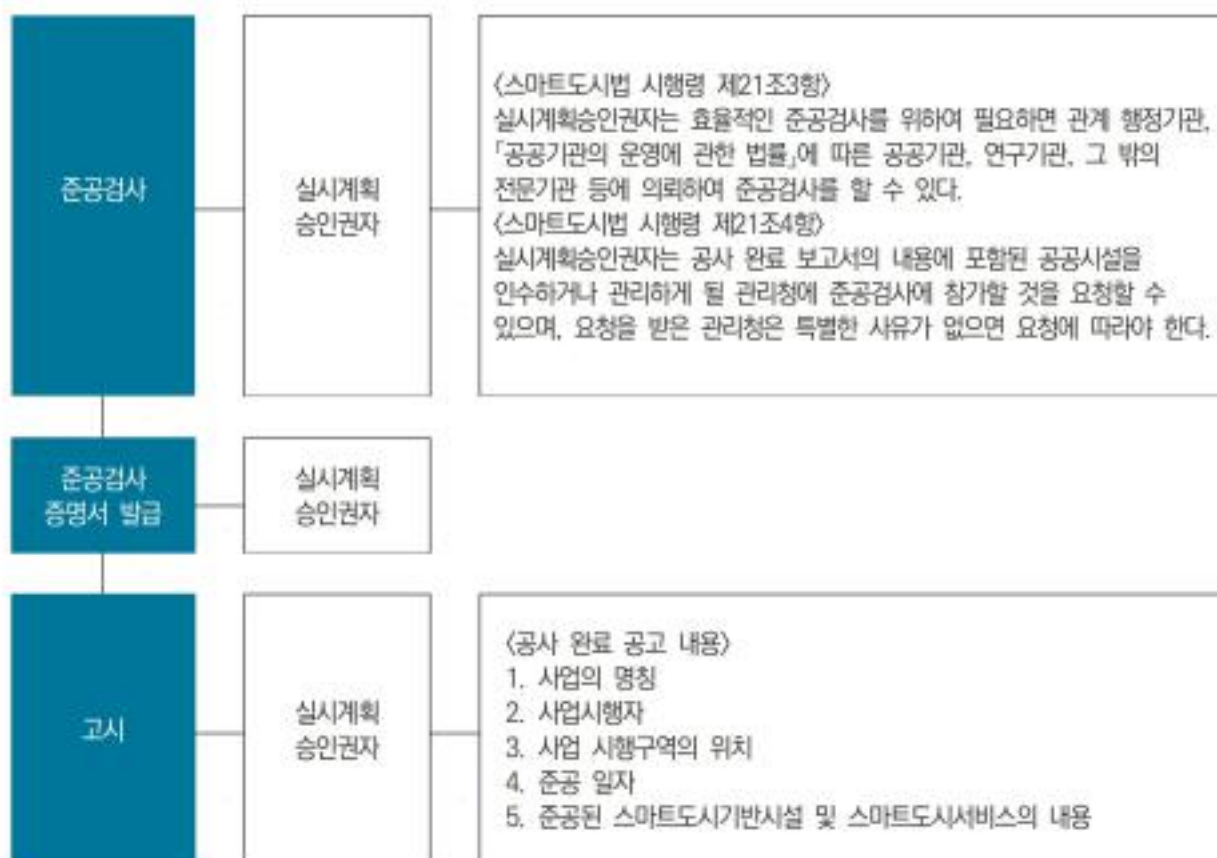 준공검사
실시계획
승인권자
〈스마트도시법 시행령 제21조3항〉
실시계획승인권자는 효율적인 준공검사를 위하여 필요하면 관계 행정기관,
「공공기관의 운영에 관한 법률」에 따른 공공기관, 연구기관, 그 밖의
전문기관 등에 의뢰하여 준공검사를 할 수 있다.
〈스마트도시법 시행령 제21조4항〉
실시계획승인권자는 공사 완료 보고서의 내용에 포함된 공공시설을
인수하거나 관리하게 될 관리청에 준공검사에 참가할 것을 요청할 수
있으며, 요청을 받은 관리청은 특별한 사유가 없으면 요청에 따라야 한다.
준공검사
증명서 발급
실시계획
승인권자
고시
실시계획
승인권자
〈공사 완료 공고 내용〉
1. 사업의 명칭
2. 사업시행자
3. 사업 시행구역의 위치
4. 준공 일자
5. 준공된 스마트도시기반시설 및 스마트도시서비스의 내용